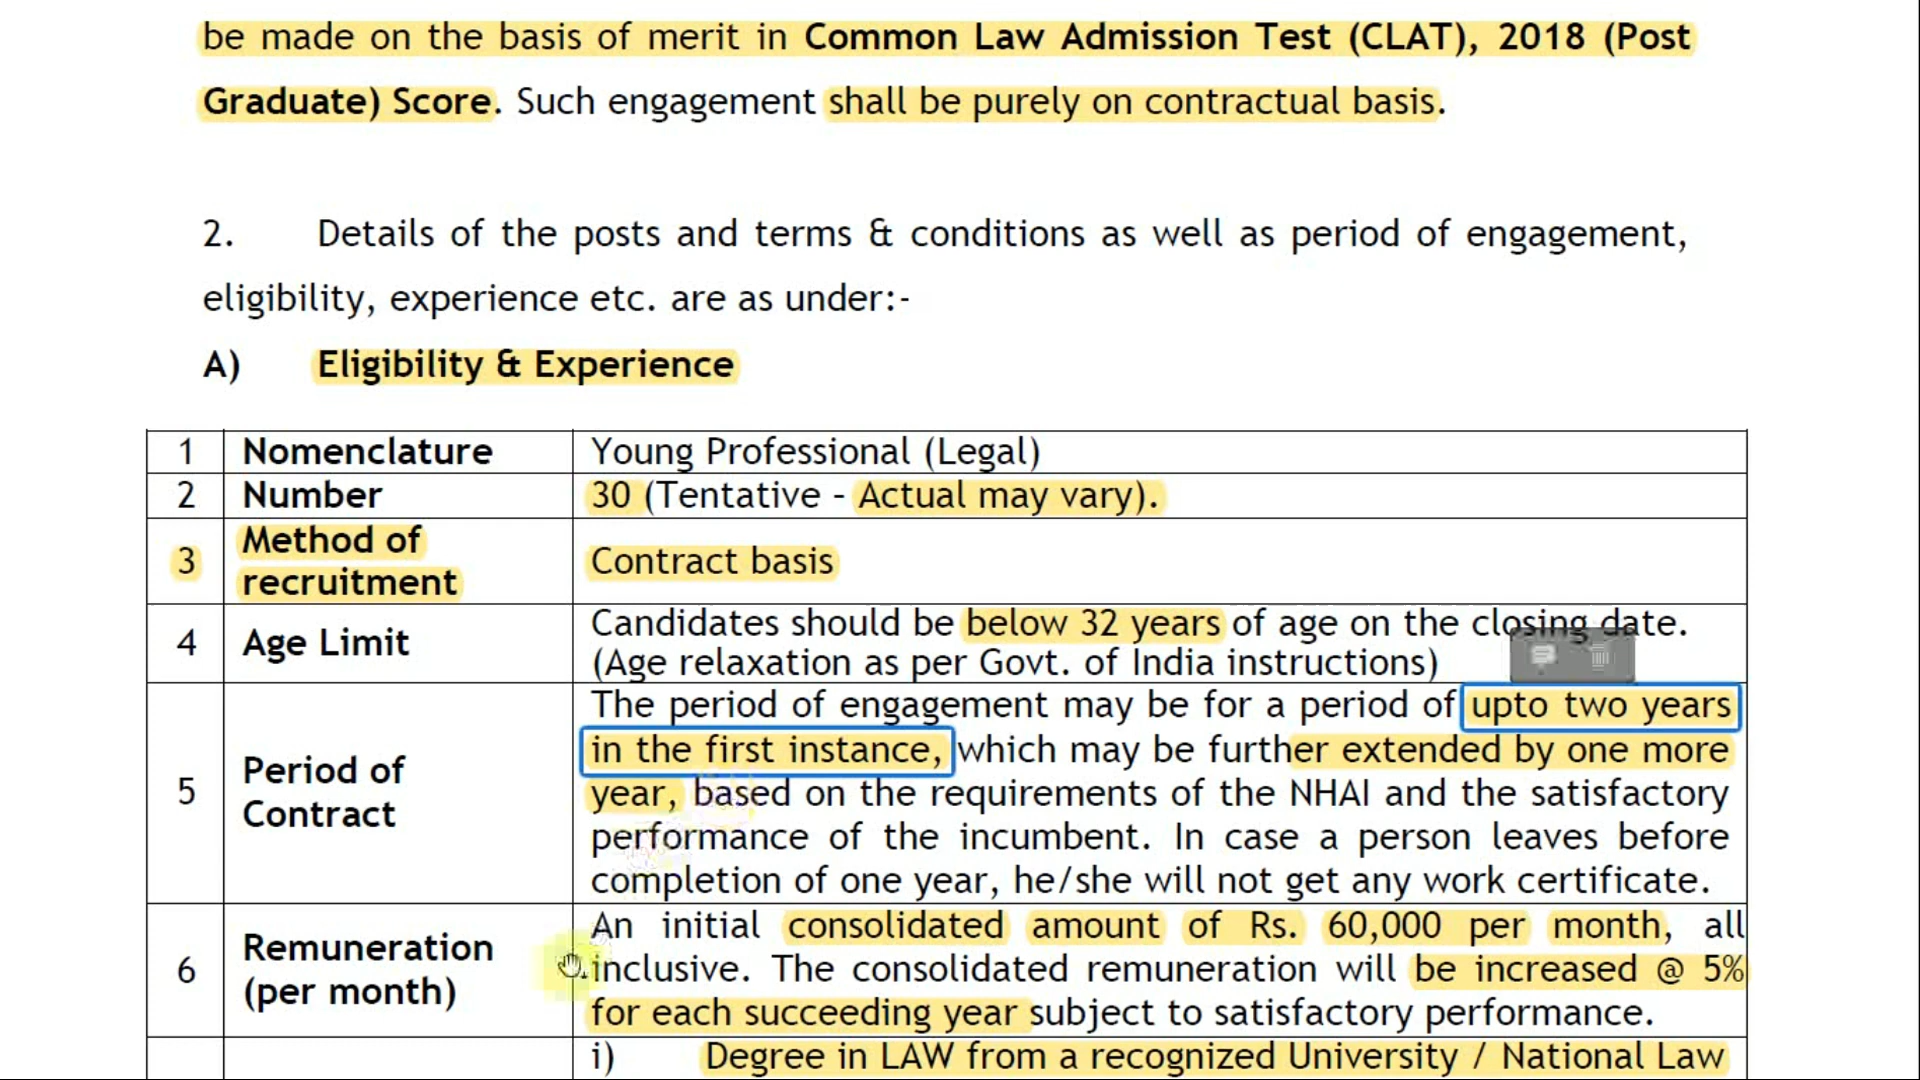 be made on the basis of merit in Common Law Admission Test (CLAT), 2018 (Post
Graduate) Score. Such engagement shall be purely on contractual basis.
2. Details of the posts and terms & conditions as well as period of engagement,
eligibility, experience etc. are as under:-
A) Eligibility & Experience
1 Nomenclature Young Professional (Legal)
2 Number 30 (Tentative - Actual may vary).
3 Method of recruitment Contract basis
4 Age Limit Candidates should be below 32 years of age on the closing date.
(Age relaxation as per Govt. of India instructions)
5 Period of Contract The period of engagement may be for a period of upto two years
in the first instance, which may be further extended by one more
year, based on the requirements of the NHAI and the satisfactory
performance of the incumbent. In case a person leaves before
completion of one year, he/she will not get any work certificate.
6 Remuneration (per month) An initial consolidated amount of Rs. 60,000 per month, all
inclusive. The consolidated remuneration will be increased @ 5%
for each succeeding year subject to satisfactory performance.
i) Degree in LAW from a recognized University / National Law